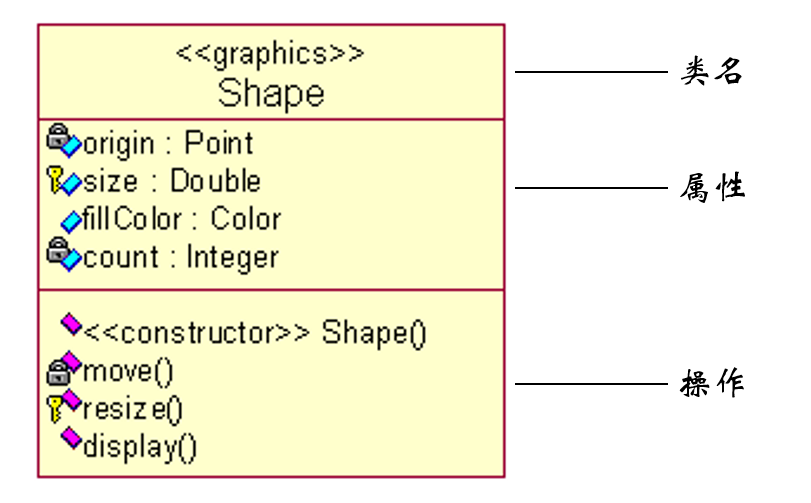 <<graphics>>
Shape
类名
origin : Point
size : Double
属性
fillColor : Color
count : Integer
<<constructor>> Shape()
move()
操作
resize()
display()